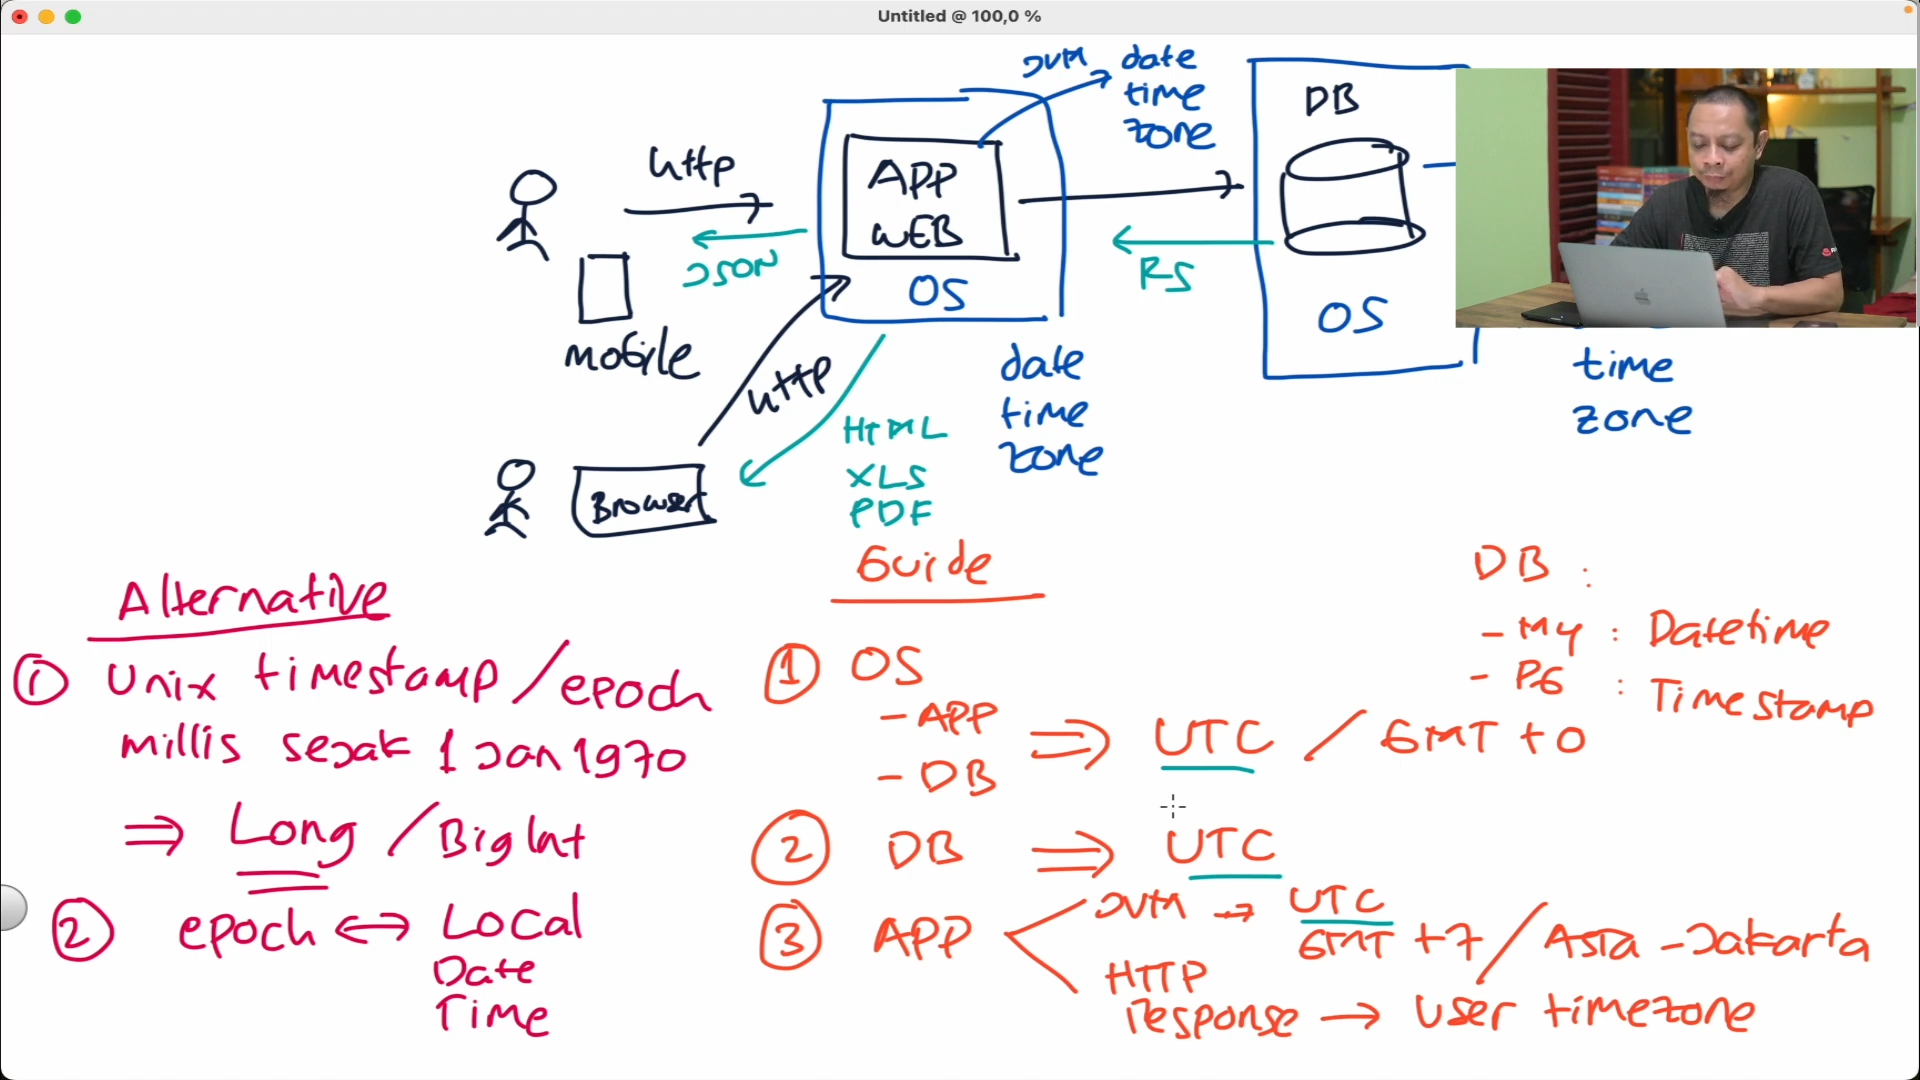 Untitled @ 100,0 %
JVM
date
time
zone
DB
http
APP
WEB
JSON
OS
RS
OS
mobile
http
date
time
zone
time
zone
HTML
XLS
PDF
Browser
Guide
Alternative
① Unix timestamp / epoch
millis sejak 1 Jan 1970
⇒ Long / BigInt
② epoch ↔ Local
Date
Time
① OS
- APP
- DB
⇒ UTC / GMT +0
② DB ⇒ UTC
③ APP
JVM → UTC
GMT +7 / Asia - Jakarta
HTTP
Response → user timezone
DB :
- My : Datetime
- PG : Timestamp